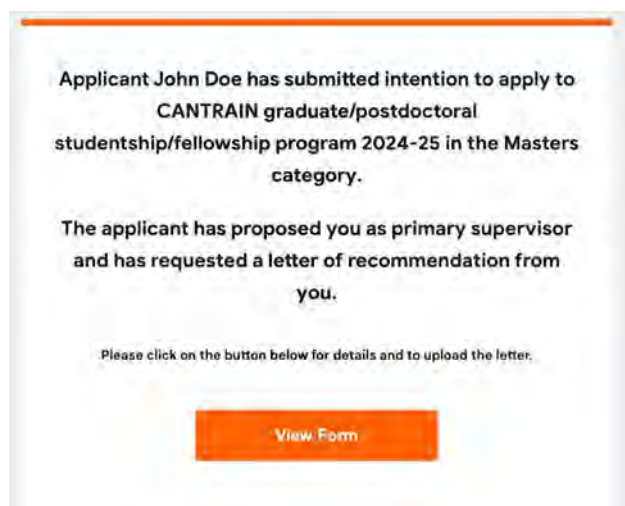 Applicant John Doe has submitted intention to apply to
CANTRAIN graduate/postdoctoral
studentship/fellowship program 2024-25 in the Masters
category.
The applicant has proposed you as primary supervisor
and has requested a letter of recommendation from
you.
Please click on the button below for details and to upload the letter.
View Form